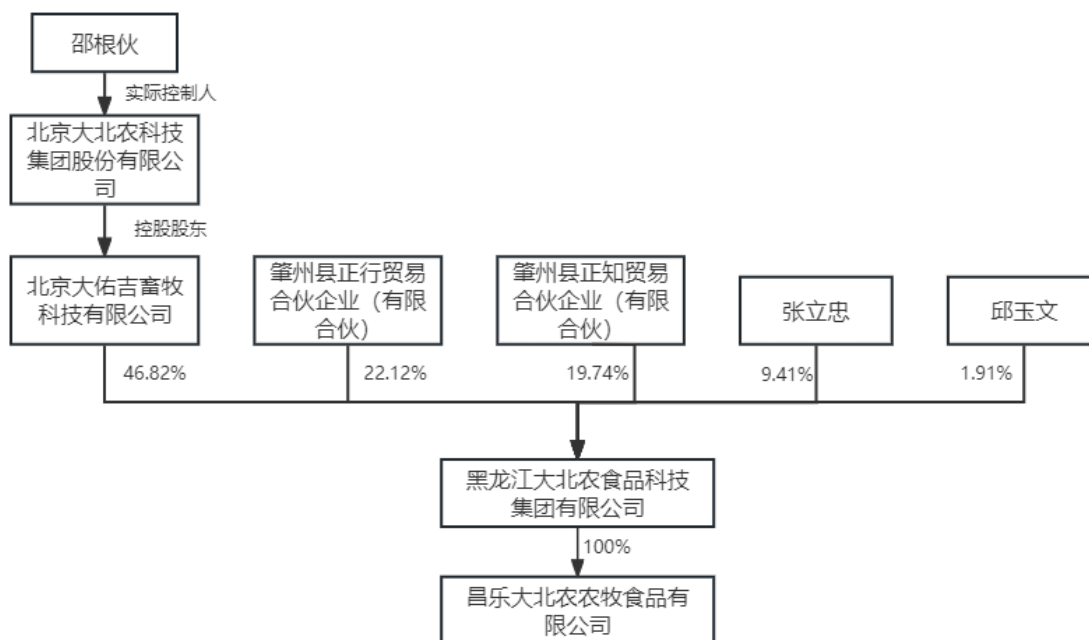 邵根伙
实际控制人
北京大北农科技
集团股份有限公
司
控股股东
北京大佑吉畜牧
科技有限公司
肇州县正行贸易
合伙企业（有限
合伙）
肇州县正知贸易
合伙企业（有限
合伙）
张立忠
邱玉文
46.82%
22.12%
19.74%
9.41%
1.91%
黑龙江大北农食品科技
集团有限公司
100%
昌乐大北农农牧食品有
限公司